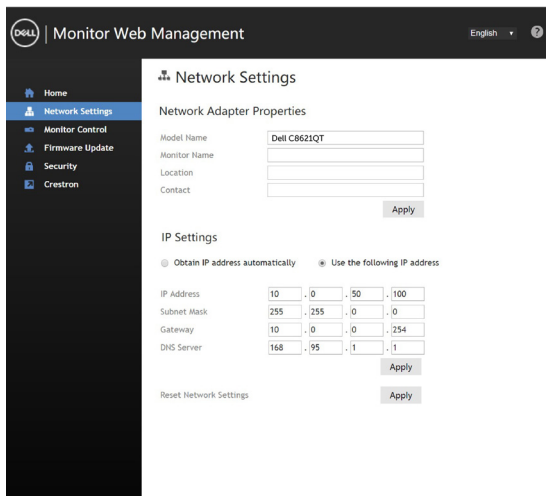 DELL | Monitor Web Management
English
?
Home
Network Settings
Monitor Control
Firmware Update
Security
Crestron
Network Settings
Network Adapter Properties
Model Name Dell C8621QT
Monitor Name
Location
Contact
Apply
IP Settings
Obtain IP address automatically Use the following IP address
IP Address 10 . 0 . 50 . 100
Subnet Mask 255 . 255 . 0 . 0
Gateway 10 . 0 . 0 . 254
DNS Server 168 . 95 . 1 . 1
Apply
Reset Network Settings Apply